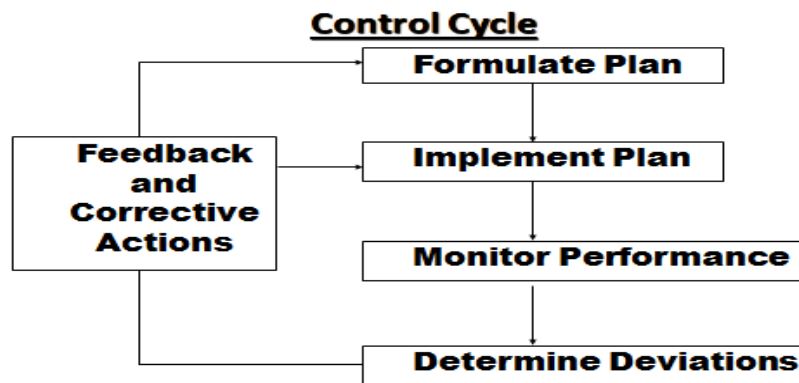 Control Cycle
Formulate Plan
Implement Plan
Feedback
and
Corrective
Actions
Monitor Performance
Determine Deviations